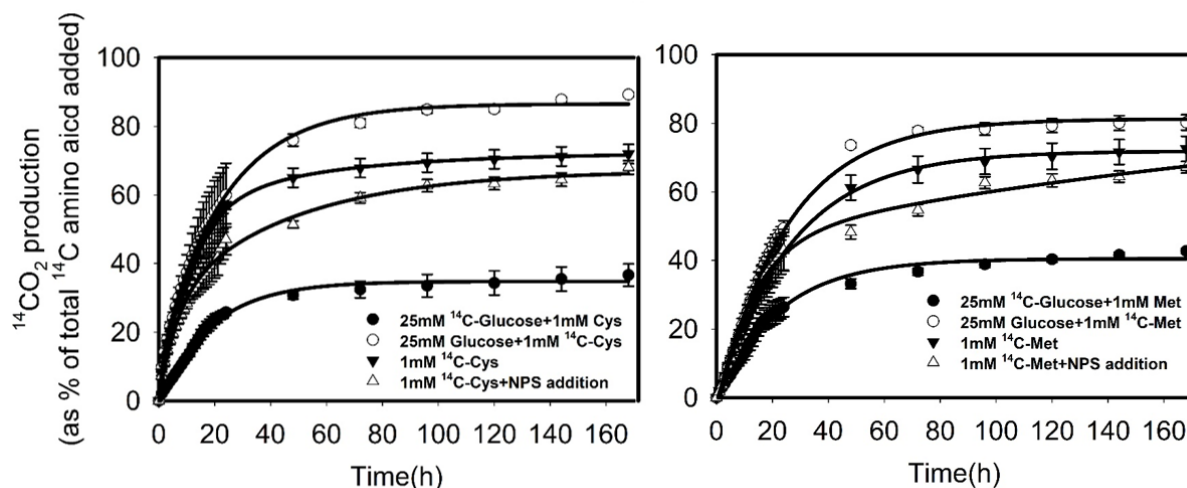 ¹⁴CO₂ production
(as % of total ¹⁴C amino aicd added)
100
80
60
40
20
0
0 20 40 60 80 100 120 140 160
Time(h)
25mM ¹⁴C-Glucose+1mM Cys
25mM Glucose+1mM ¹⁴C-Cys
1mM ¹⁴C-Cys
1mM ¹⁴C-Cys+NPS addition
100
80
60
40
20
0
0 20 40 60 80 100 120 140 160
Time(h)
25mM ¹⁴C-Glucose+1mM Met
25mM Glucose+1mM ¹⁴C-Met
1mM ¹⁴C-Met
1mM ¹⁴C-Met+NPS addition